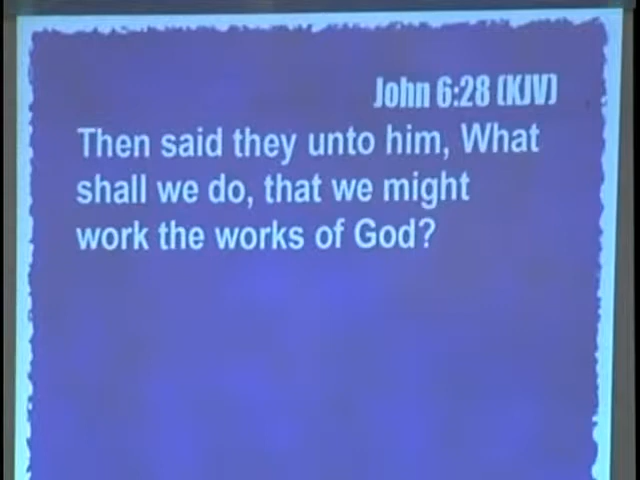 John 6:28 (KJV)
Then said they unto him, What
shall we do, that we might
work the works of God?